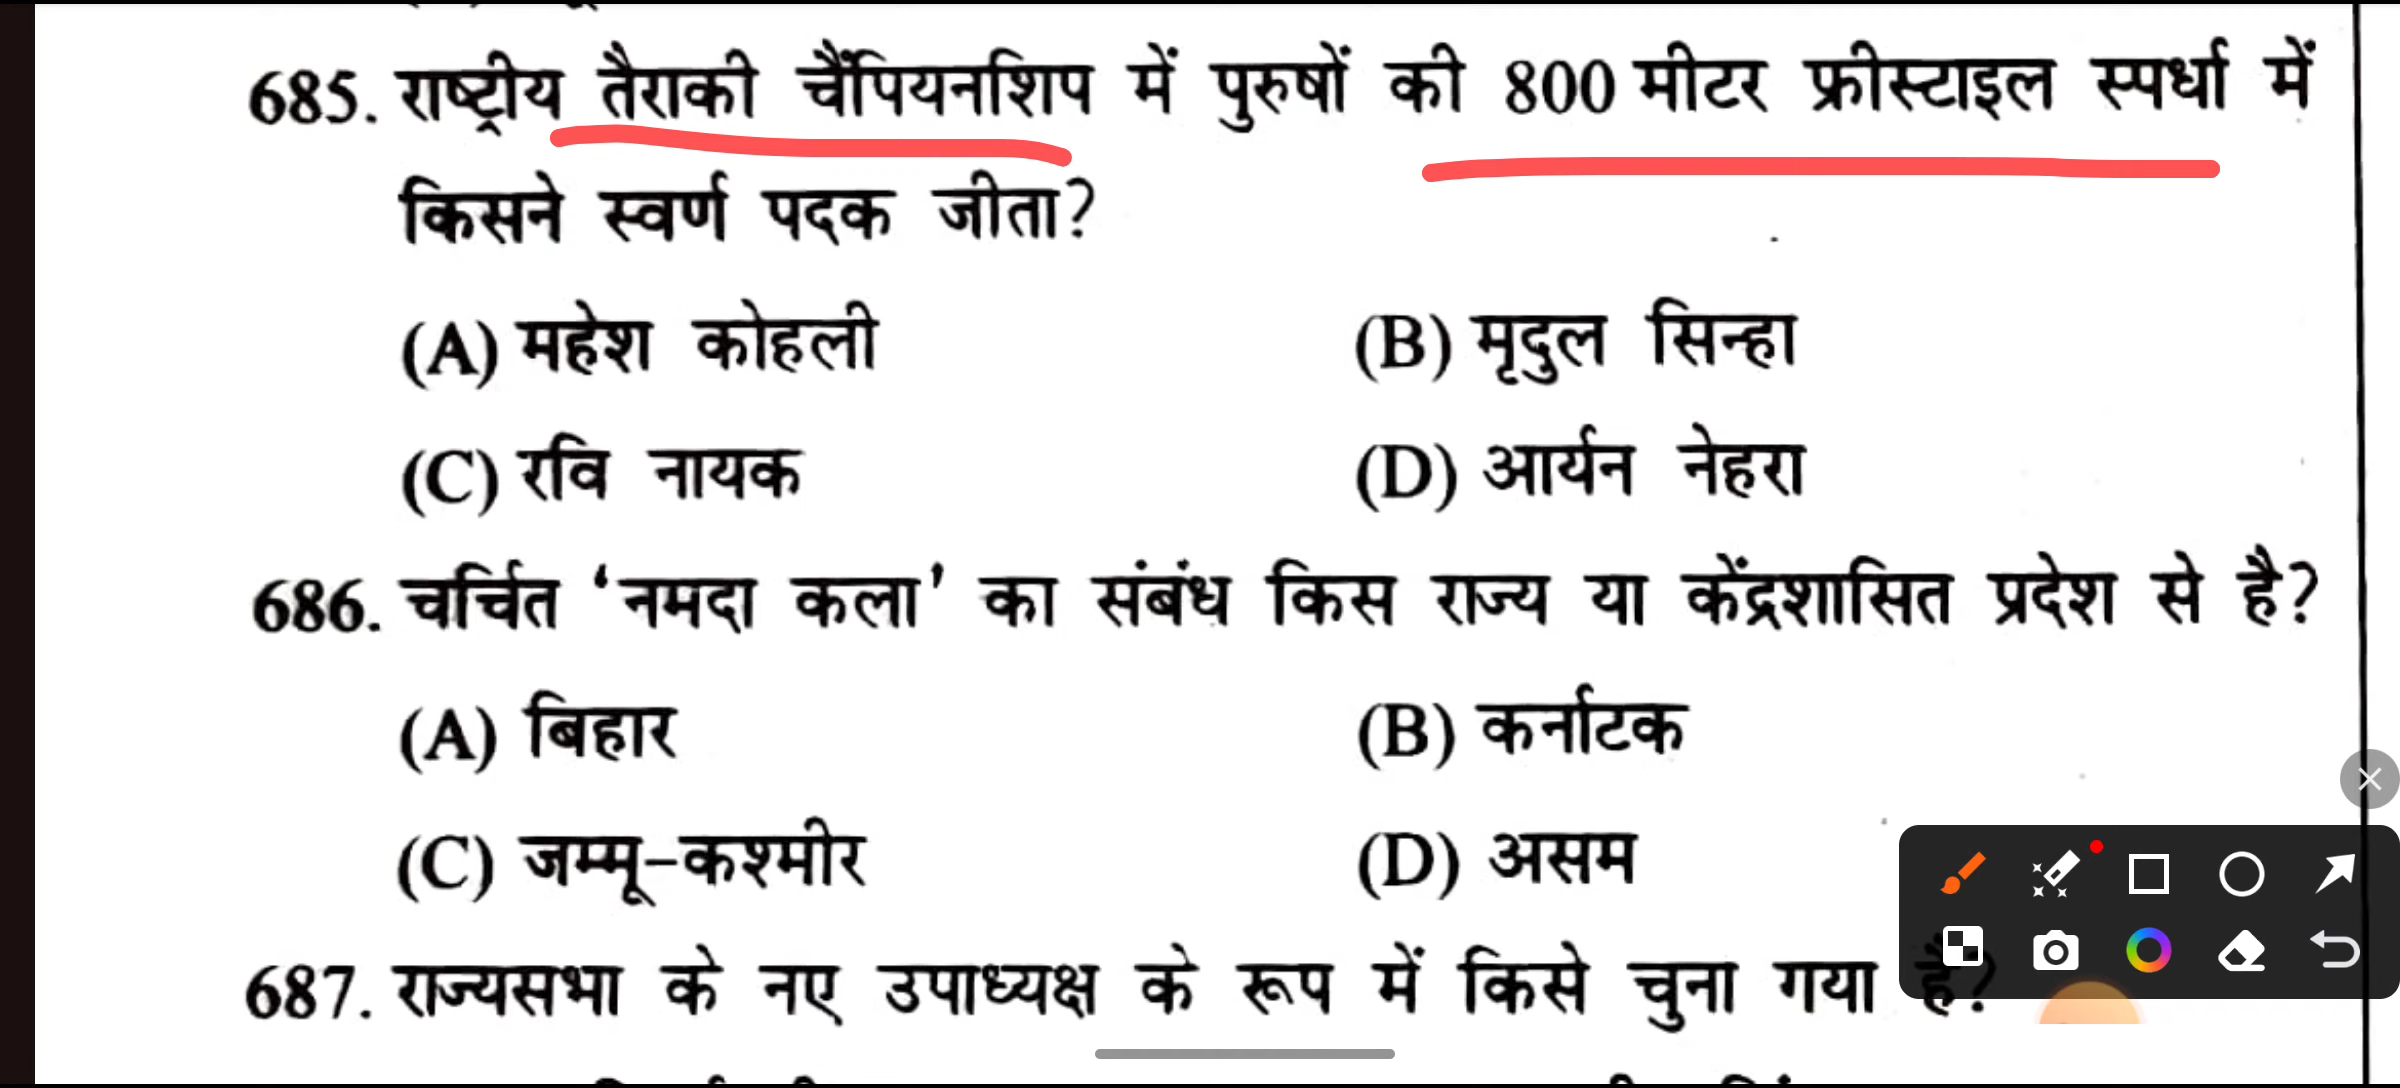 685. राष्ट्रीय तैराकी चैंपियनशिप में पुरुषों की 800 मीटर फ्रीस्टाइल स्पर्धा में
किसने स्वर्ण पदक जीता?
(A) महेश कोहली (B) मृदुल सिन्हा
(C) रवि नायक (D) आर्यन नेहरा
686. चर्चित ‘नमदा कला’ का संबंध किस राज्य या केंद्रशासित प्रदेश से है?
(A) बिहार (B) कर्नाटक
(C) जम्मू-कश्मीर (D) असम
687. राज्यसभा के नए उपाध्यक्ष के रूप में किसे चुना गया है?